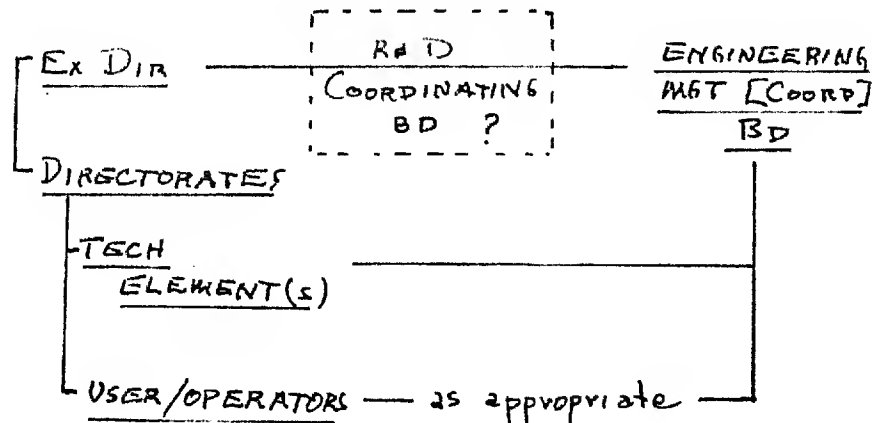 EX DIR
R & D
COORDINATING
BD ?
ENGINEERING
MGT [COORD]
BD
DIRECTORATES
TECH
ELEMENT(s)
USER/OPERATORS — as appropriate